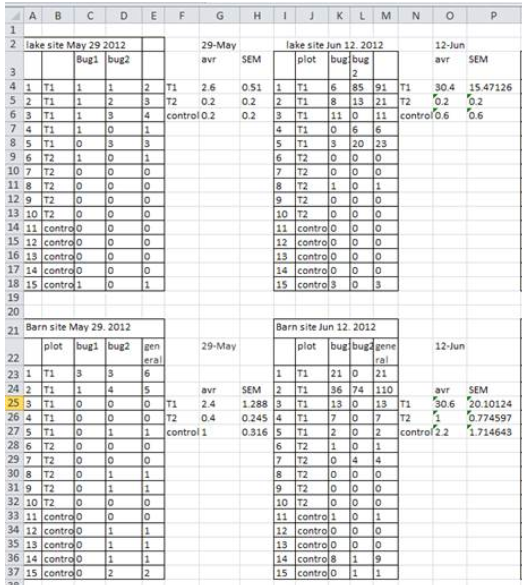 A B C D E F G H I J K L M N O P
1
2 lake site May 29 2012 29-May lake site Jun 12. 2012 12-Jun
3 Bug1 bug2 avr SEM plot bug: bug 2 avr SEM
4 1 T1 1 1 2 T1 2.6 0.51 1 T1 6 85 91 T1 30.4 15.47126
5 2 T1 1 2 3 T2 0.2 0.2 2 T1 8 13 21 T2 0.2 0.2
6 3 T1 1 3 4 control 0.2 0.2 3 T1 11 0 11 control 0.6 0.6
7 4 T1 1 0 1 4 T1 0 6 6
8 5 T1 0 3 3 5 T1 3 20 23
9 6 T2 1 0 1 6 T2 0 0 0
10 7 T2 0 0 0 7 T2 0 0 0
11 8 T2 0 0 0 8 T2 1 0 1
12 9 T2 0 0 0 9 T2 0 0 0
13 10 T2 0 0 0 10 T2 0 0 0
14 11 contro 0 0 0 11 contro 0 0 0
15 12 contro 0 0 0 12 contro 0 0 0
16 13 contro 0 0 0 13 contro 0 0 0
17 14 contro 0 0 0 14 contro 0 0 0
18 15 contro 1 0 1 15 contro 3 0 3
19
20
21 Barn site May 29. 2012 Barn site Jun 12. 2012
22 plot bug1 bug2 gen eral 29-May plot bug: bug2 gene ral 12-Jun
23 1 T1 3 3 6 1 T1 21 0 21
24 2 T1 1 4 5 avr SEM 2 T1 36 74 110 avr SEM
25 3 T1 0 0 0 T1 2.4 1.288 3 T1 13 0 13 T1 30.6 20.10124
26 4 T1 0 0 0 T2 0.4 0.245 4 T1 7 0 7 T2 1 0.774597
27 5 T1 0 1 1 control 1 0.316 5 T1 2 0 2 control 2.2 1.714643
28 6 T2 0 0 0 6 T2 1 0 1
29 7 T2 0 0 0 7 T2 0 4 4
30 8 T2 0 1 1 8 T2 0 0 0
31 9 T2 0 1 1 9 T2 0 0 0
32 10 T2 0 0 0 10 T2 0 0 0
33 11 contro 0 0 0 11 contro 1 0 1
34 12 contro 0 1 1 12 contro 0 0 0
35 13 contro 0 1 1 13 contro 0 0 0
36 14 contro 0 1 1 14 contro 8 1 9
37 15 contro 0 2 2 15 contro 0 1 1